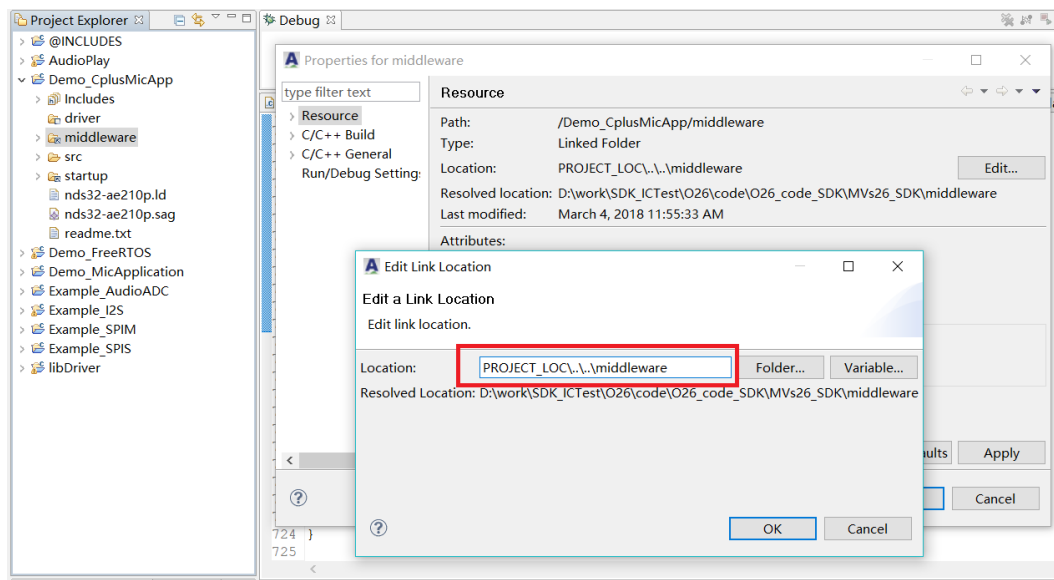 Project Explorer
@INCLUDES
AudioPlay
Demo_CplusMicApp
Includes
driver
middleware
src
startup
nds32-ae210p.ld
nds32-ae210p.sag
readme.txt
Demo_FreeRTOS
Demo_MicApplication
Example_AudioADC
Example_I2S
Example_SPIM
Example_SPIS
libDriver
Debug
Properties for middleware
type filter text
Resource
C/C++ Build
C/C++ General
Run/Debug Setting
Resource
Path: /Demo_CplusMicApp/middleware
Type: Linked Folder
Location: PROJECT_LOC\..\..\middleware
Edit...
Resolved location: D:\work\SDK_ICTest\O26\code\O26_code_SDK\MVs26_SDK\middleware
Last modified: March 4, 2018 11:55:33 AM
Attributes:
Edit Link Location
Edit a Link Location
Edit link location.
Location: PROJECT_LOC\..\..\middleware Folder... Variable...
Resolved Location: D:\work\SDK_ICTest\O26\code\O26_code_SDK\MVs26_SDK\middleware
OK Cancel
ults Apply
Cancel
724 }
725